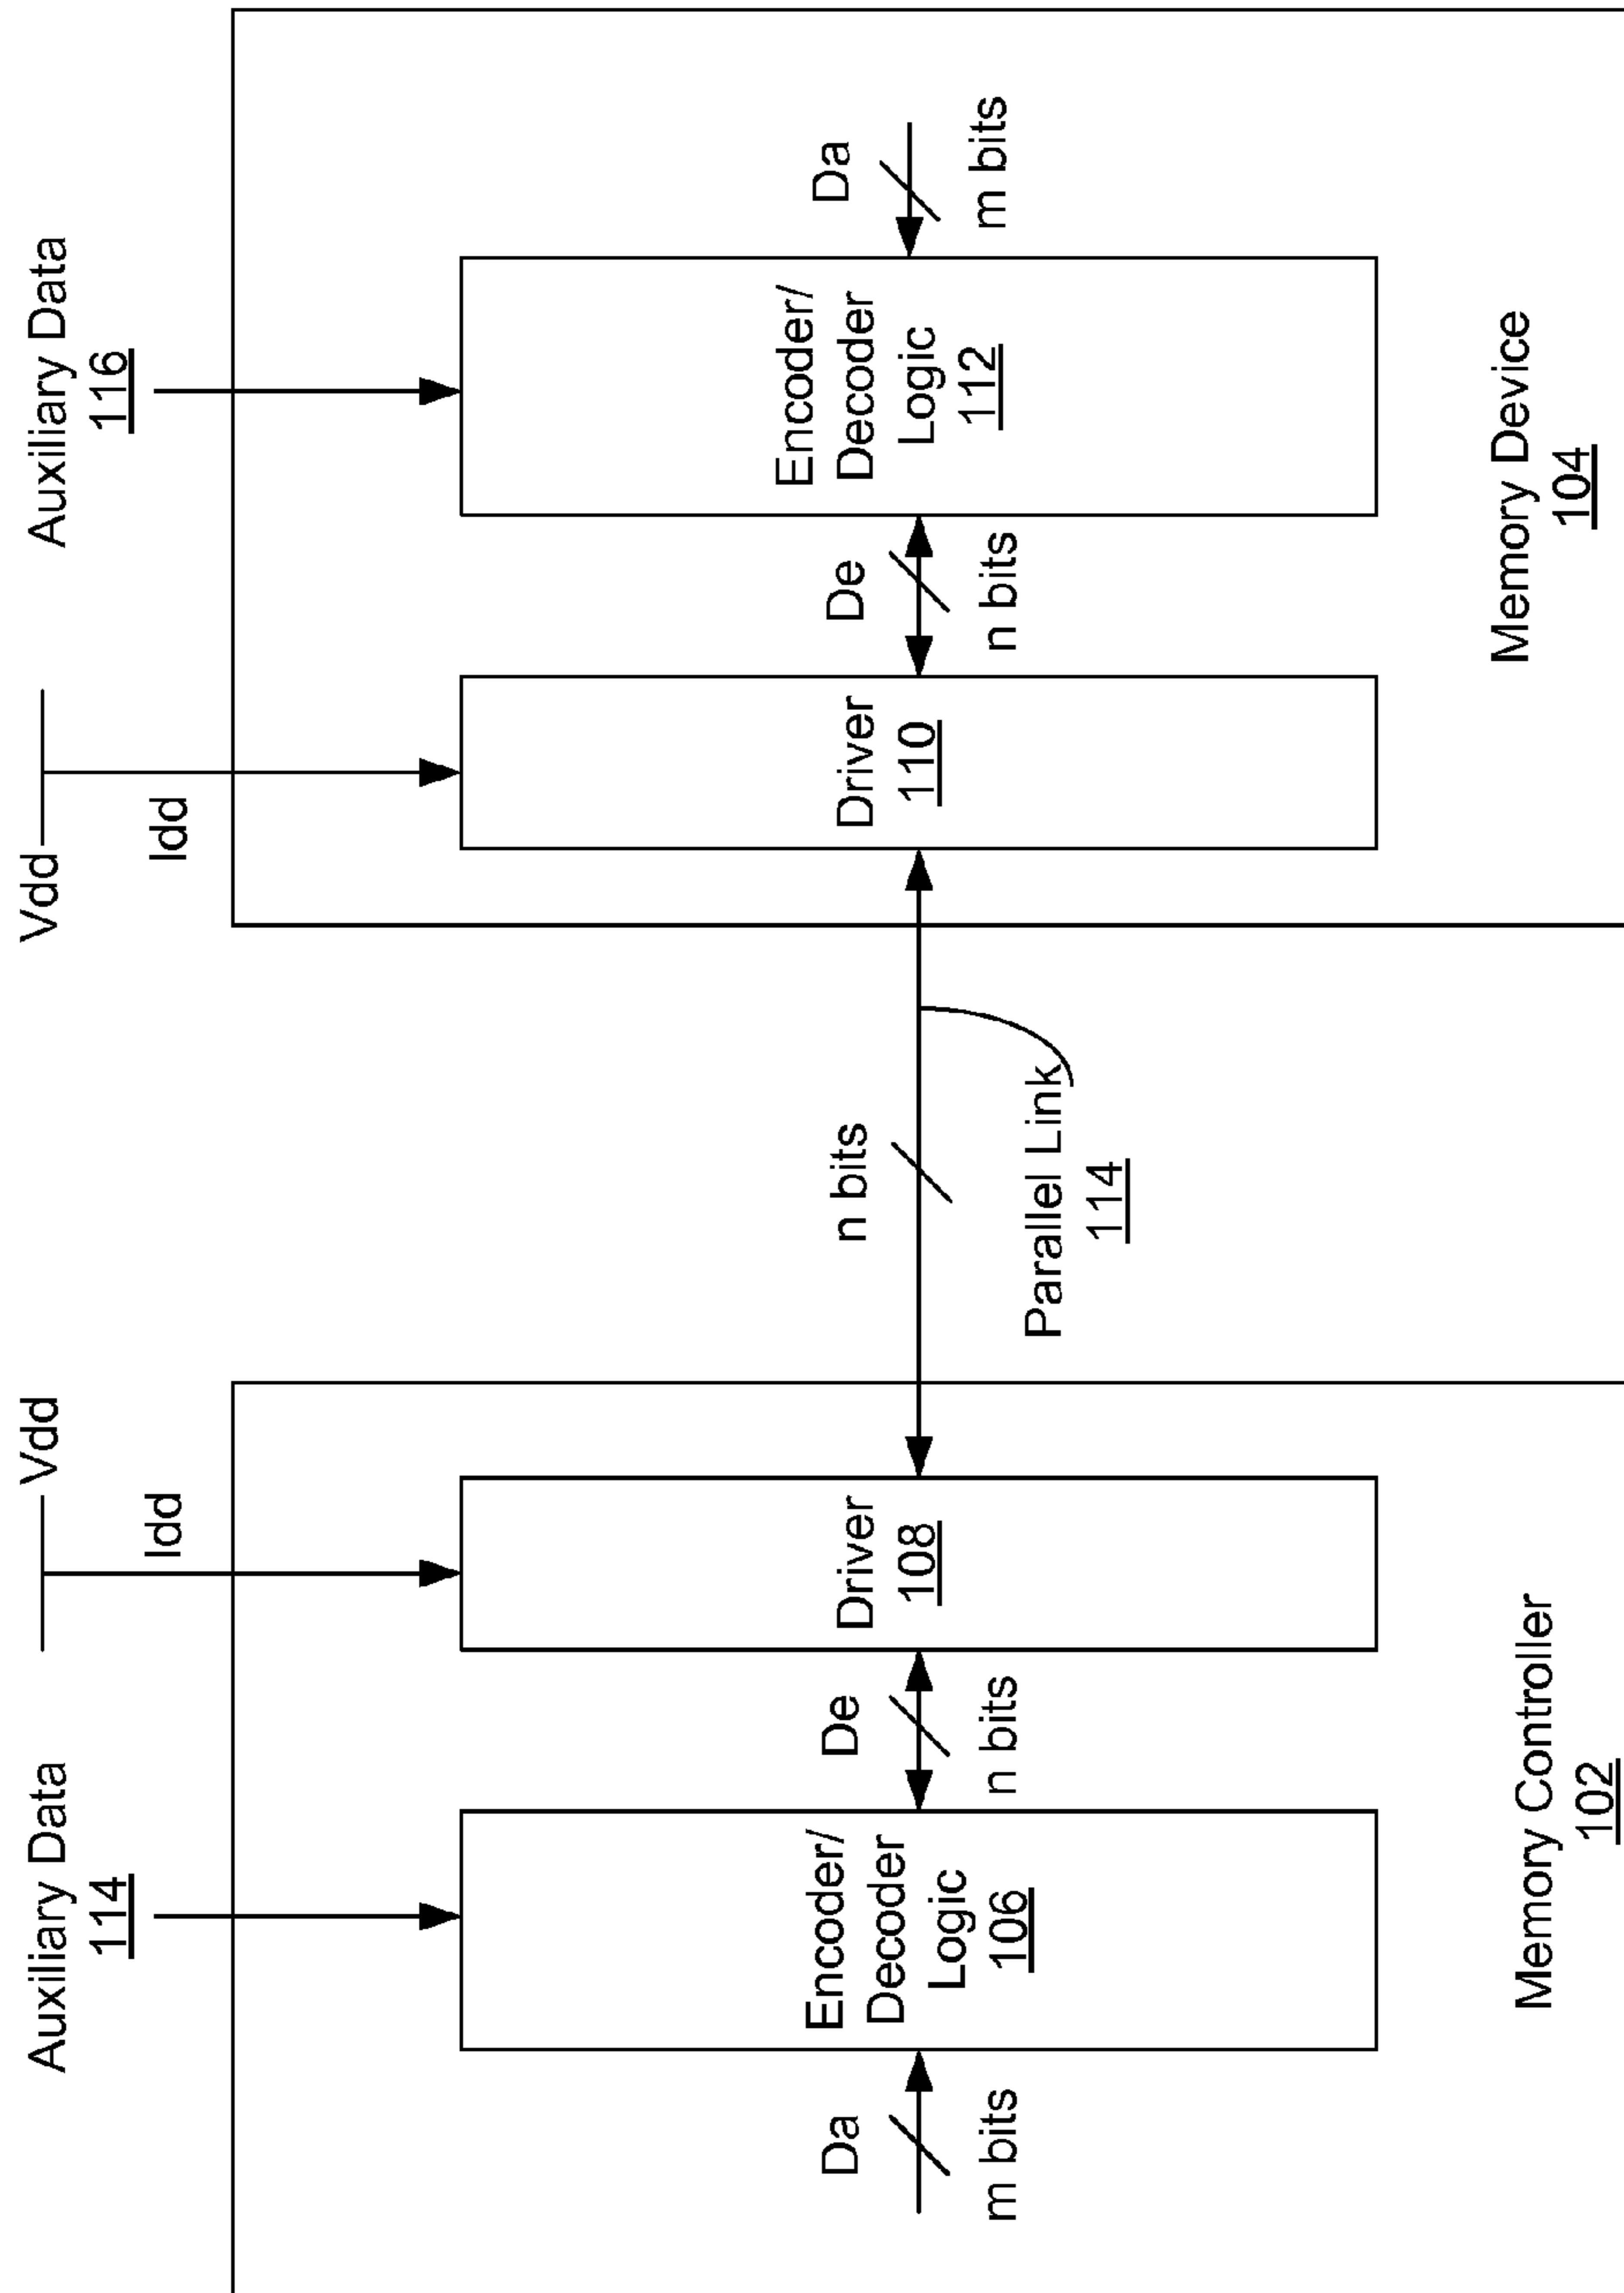 Auxiliary Data
114
Vdd
Idd
Vdd
Idd
Auxiliary Data
116
Da
m bits
Encoder/
Decoder
Logic
106
De
n bits
Driver
108
n bits
Parallel Link
114
Driver
110
De
n bits
Encoder/
Decoder
Logic
112
Da
m bits
Memory Controller
102
Memory Device
104